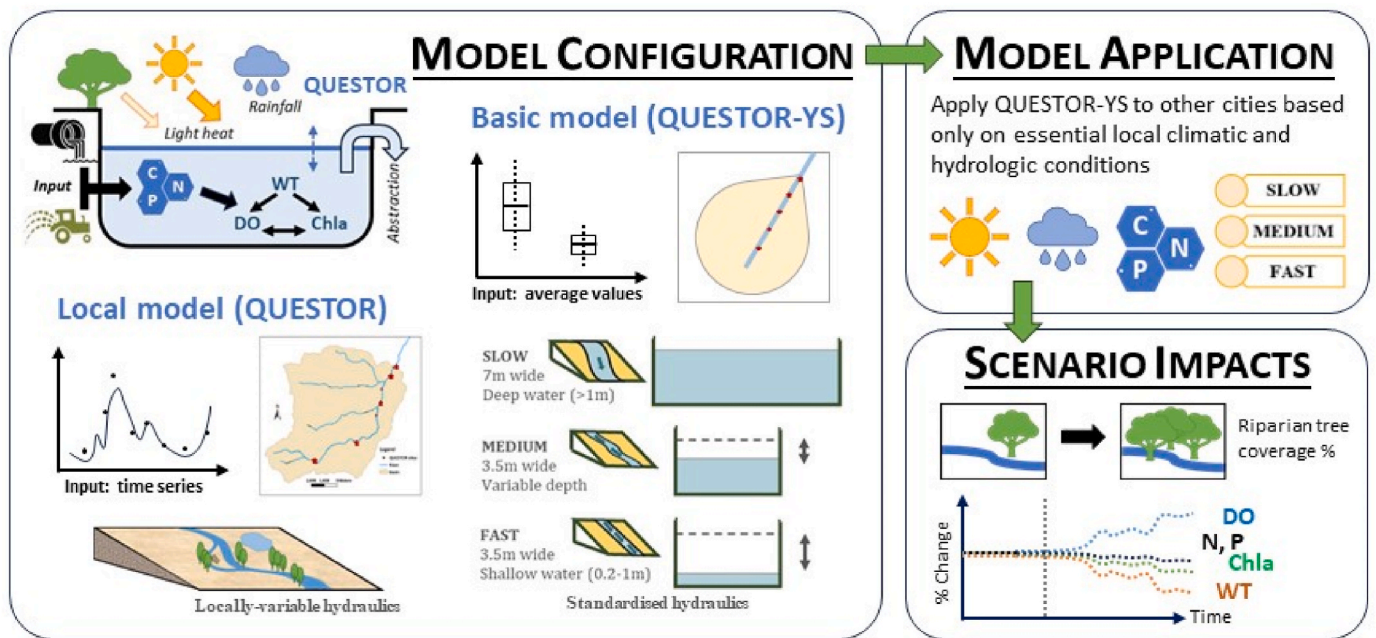 MODEL CONFIGURATION
QUESTOR
Rainfall
Light heat
Input
C
N
P
WT
DO
Chla
Abstraction
Local model (QUESTOR)
Input: time series
Locally-variable hydraulics
Basic model (QUESTOR-YS)
Input: average values
SLOW
7m wide
Deep water (>1m)
MEDIUM
3.5m wide
Variable depth
FAST
3.5m wide
Shallow water (0.2-1m)
Standardised hydraulics
MODEL APPLICATION
Apply QUESTOR-YS to other cities based
only on essential local climatic and
hydrologic conditions
C
N
P
SLOW
MEDIUM
FAST
SCENARIO IMPACTS
Riparian tree
coverage %
% Change
DO
N, P
Chla
WT
Time